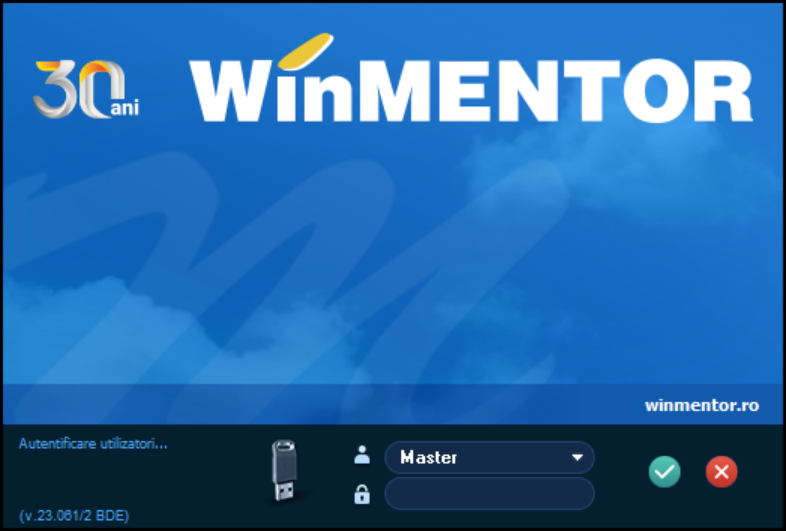 30 ani
WinMENTOR
winmentor.ro
Autentificare utilizatori...
Master
(v.23.061/2 BDE)